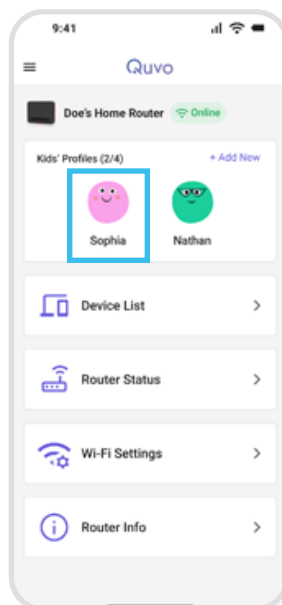 9:41
Quvo
Doe's Home Router Online
Kids' Profiles (2/4) + Add New
Sophia Nathan
Device List
Router Status
Wi-Fi Settings
Router Info